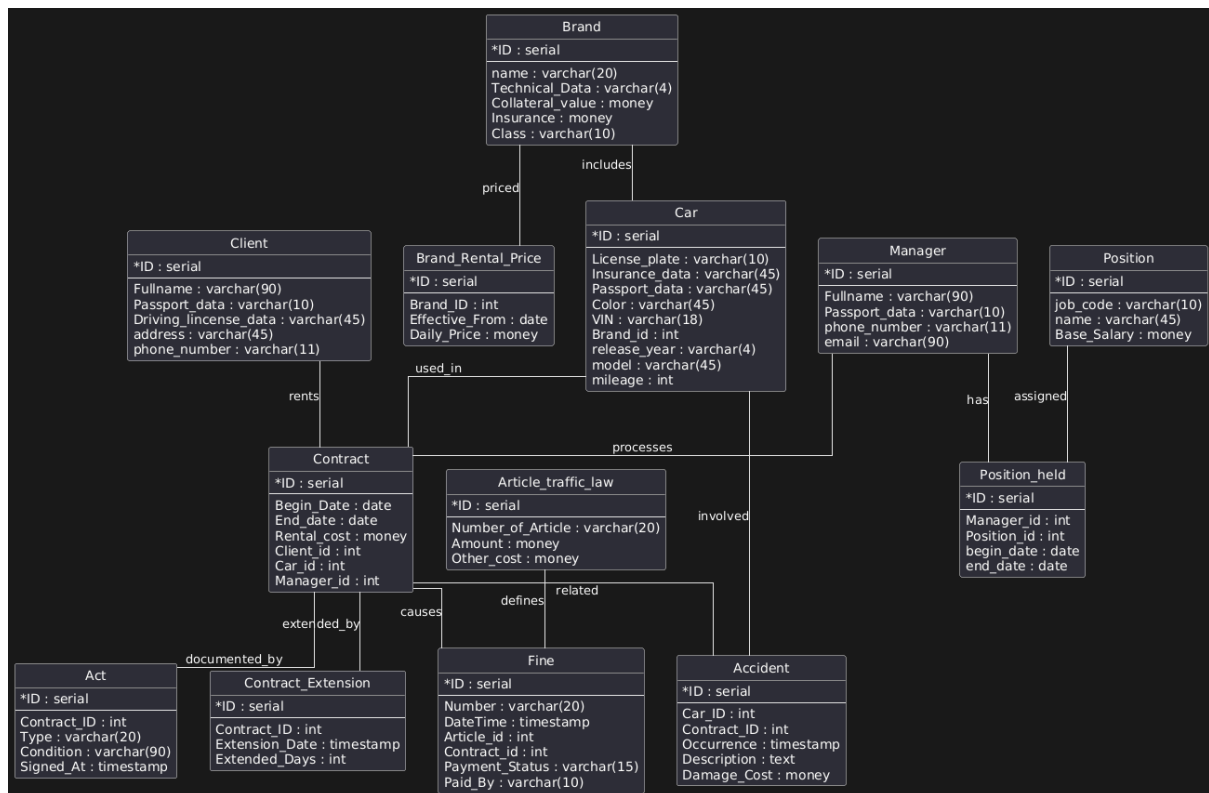 Brand
*ID : serial
name : varchar(20)
Technical_Data : varchar(4)
Collateral_value : money
Insurance : money
Class : varchar(10)
priced
includes
Client
*ID : serial
Fullname : varchar(90)
Passport_data : varchar(10)
Driving_lincense_data : varchar(45)
address : varchar(45)
phone_number : varchar(11)
Brand_Rental_Price
*ID : serial
Brand_ID : int
Effective_From : date
Daily_Price : money
Car
*ID : serial
License_plate : varchar(10)
Insurance_data : varchar(45)
Passport_data : varchar(45)
Color : varchar(45)
VIN : varchar(18)
Brand_id : int
release_year : varchar(4)
model : varchar(45)
mileage : int
Manager
*ID : serial
Fullname : varchar(90)
Passport_data : varchar(10)
phone_number : varchar(11)
email : varchar(90)
Position
*ID : serial
job_code : varchar(10)
name : varchar(45)
Base_Salary : money
rents
used_in
processes
has
assigned
Contract
*ID : serial
Begin_Date : date
End_date : date
Rental_cost : money
Client_id : int
Car_id : int
Manager_id : int
Article_traffic_law
*ID : serial
Number_of_Article : varchar(20)
Amount : money
Other_cost : money
involved
Position_held
*ID : serial
Manager_id : int
Position_id : int
begin_date : date
end_date : date
documented_by
extended_by
causes
defines
related
Act
*ID : serial
Contract_ID : int
Type : varchar(20)
Condition : varchar(90)
Signed_At : timestamp
Contract_Extension
*ID : serial
Contract_ID : int
Extension_Date : timestamp
Extended_Days : int
Fine
*ID : serial
Number : varchar(20)
DateTime : timestamp
Article_id : int
Contract_id : int
Payment_Status : varchar(15)
Paid_By : varchar(10)
Accident
*ID : serial
Car_ID : int
Contract_ID : int
Occurrence : timestamp
Description : text
Damage_Cost : money